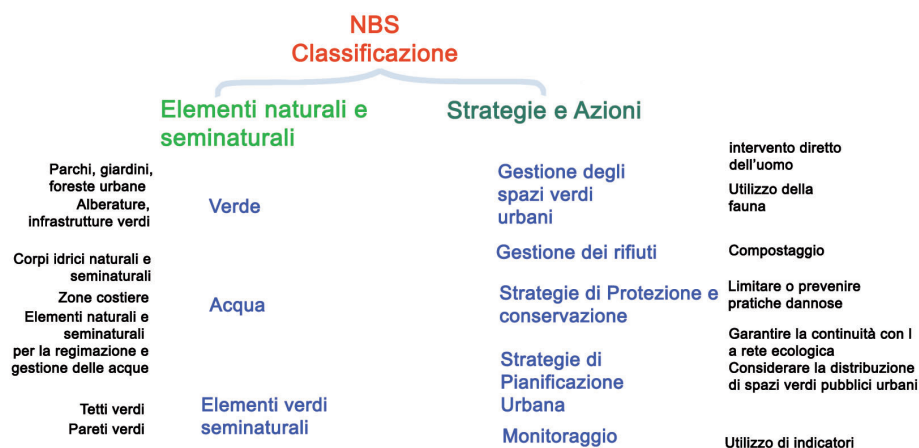 NBS
Classificazione
Elementi naturali e
seminaturali
Parchi, giardini,
foreste urbane
Alberature,
infrastrutture verdi
Verde
Corpi idrici naturali e
seminaturali
Zone costiere
Elementi naturali e
seminaturali
per la regimazione e
gestione delle acque
Acqua
Tetti verdi
Pareti verdi
Elementi verdi
seminaturali
Strategie e Azioni
Gestione degli
spazi verdi
urbani
intervento diretto
dell'uomo
Utilizzo della
fauna
Gestione dei rifiuti
Compostaggio
Strategie di Protezione e
conservazione
Limitare o prevenire
pratiche dannose
Strategie di
Pianificazione
Urbana
Garantire la continuità con l
a rete ecologica
Considerare la distribuzione
di spazi verdi pubblici urbani
Monitoraggio
Utilizzo di indicatori